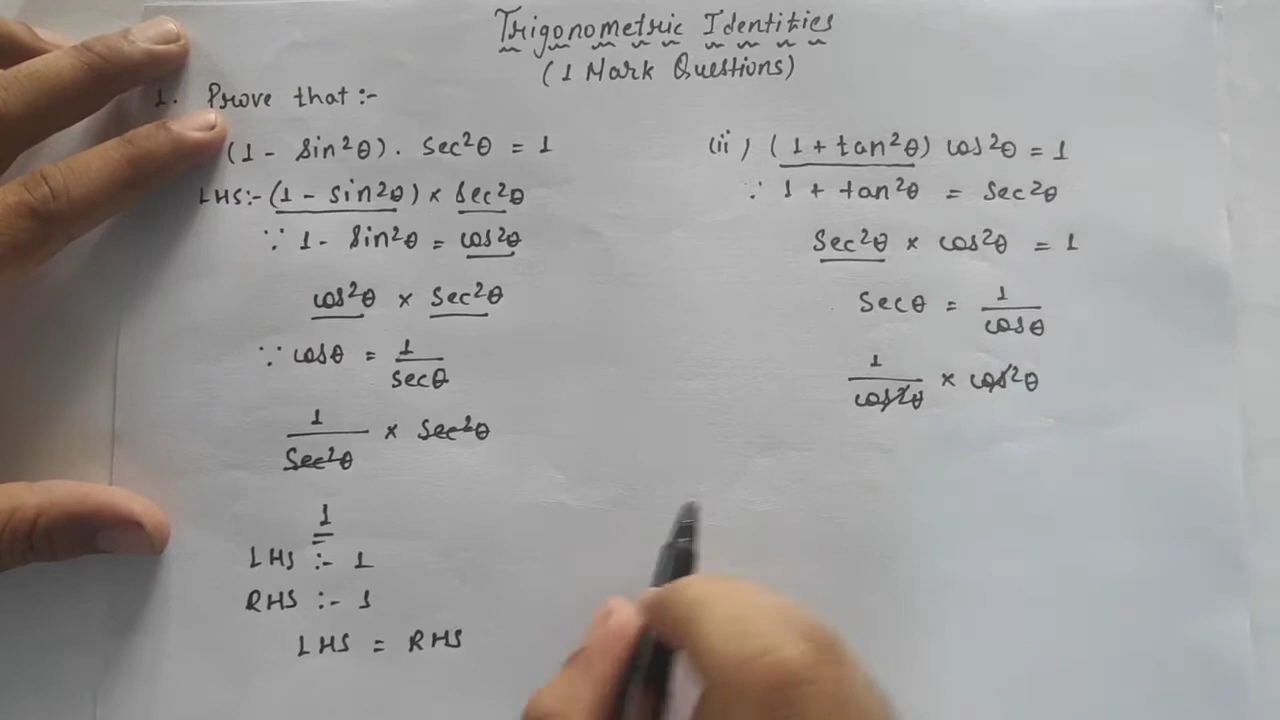 Trigonometric Identities
(1 Mark Questions)
1. Prove that :-
(1 - Sin²θ). Sec²θ = 1
LHS:- (1 - sin²θ) × Sec²θ
∵ 1 - Sin²θ = cos²θ
cos²θ × Sec²θ
∵ cosθ = 1/secθ
1/Sec²θ × Sec²θ
1
LHS :- 1
RHS :- 1
LHS = RHS
(ii) (1 + tan²θ) cos²θ = 1
∵ 1 + tan²θ = Sec²θ
Sec²θ × cos²θ = 1
Secθ = 1/cosθ
1/cos²θ × cos²θ